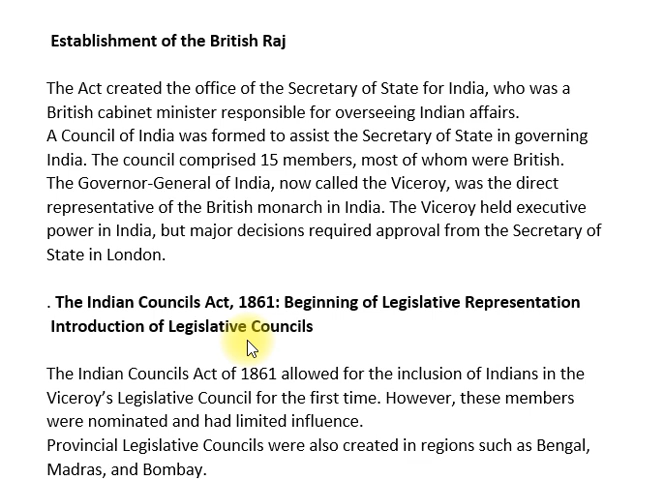 Establishment of the British Raj
The Act created the office of the Secretary of State for India, who was a
British cabinet minister responsible for overseeing Indian affairs.
A Council of India was formed to assist the Secretary of State in governing
India. The council comprised 15 members, most of whom were British.
The Governor-General of India, now called the Viceroy, was the direct
representative of the British monarch in India. The Viceroy held executive
power in India, but major decisions required approval from the Secretary of
State in London.
. The Indian Councils Act, 1861: Beginning of Legislative Representation
Introduction of Legislative Councils
The Indian Councils Act of 1861 allowed for the inclusion of Indians in the
Viceroy’s Legislative Council for the first time. However, these members
were nominated and had limited influence.
Provincial Legislative Councils were also created in regions such as Bengal,
Madras, and Bombay.